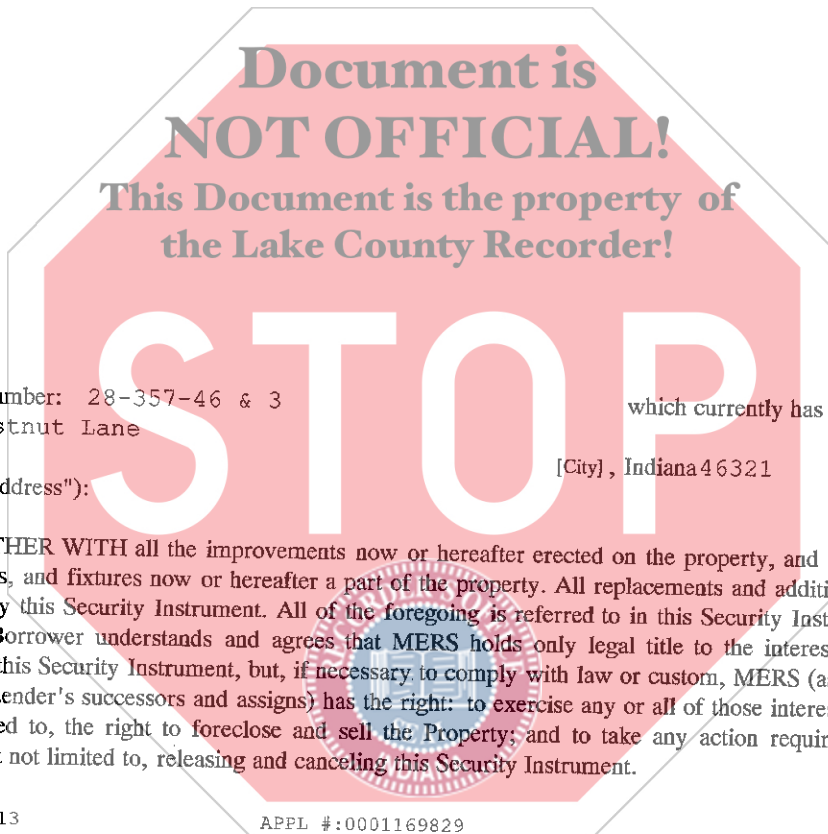 Document is
NOT OFFICIAL!
This Document is the property of
the Lake County Recorder!
STOP
umber: 28-357-46 & 3 which currently has
stnut Lane
[City] , Indiana 46321
ddress"):
HER WITH all the improvements now or hereafter erected on the property, and
s, and fixtures now or hereafter a part of the property. All replacements and additi
y this Security Instrument. All of the foregoing is referred to in this Security Inst
Borrower understands and agrees that MERS holds only legal title to the interes
this Security Instrument, but, if necessary to comply with law or custom, MERS (a
ender's successors and assigns) has the right: to exercise any or all of those interes
ed to, the right to foreclose and sell the Property; and to take any action requir
t not limited to, releasing and canceling this Security Instrument.
13 APPL #:0001169829